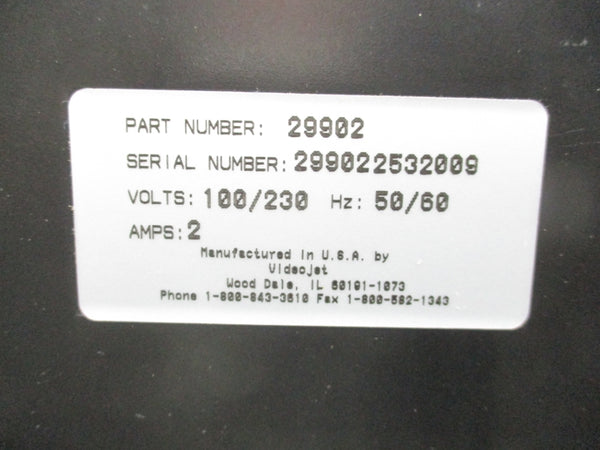 PART NUMBER: 29902
SERIAL NUMBER: 299022532009
VOLTS: 100/230 Hz: 50/60
AMPS: 2
Manufactured in U.S.A. by
Videojet
Wood Dale, IL 60191-1073
Phone 1-800-843-3610 Fax 1-800-582-1343